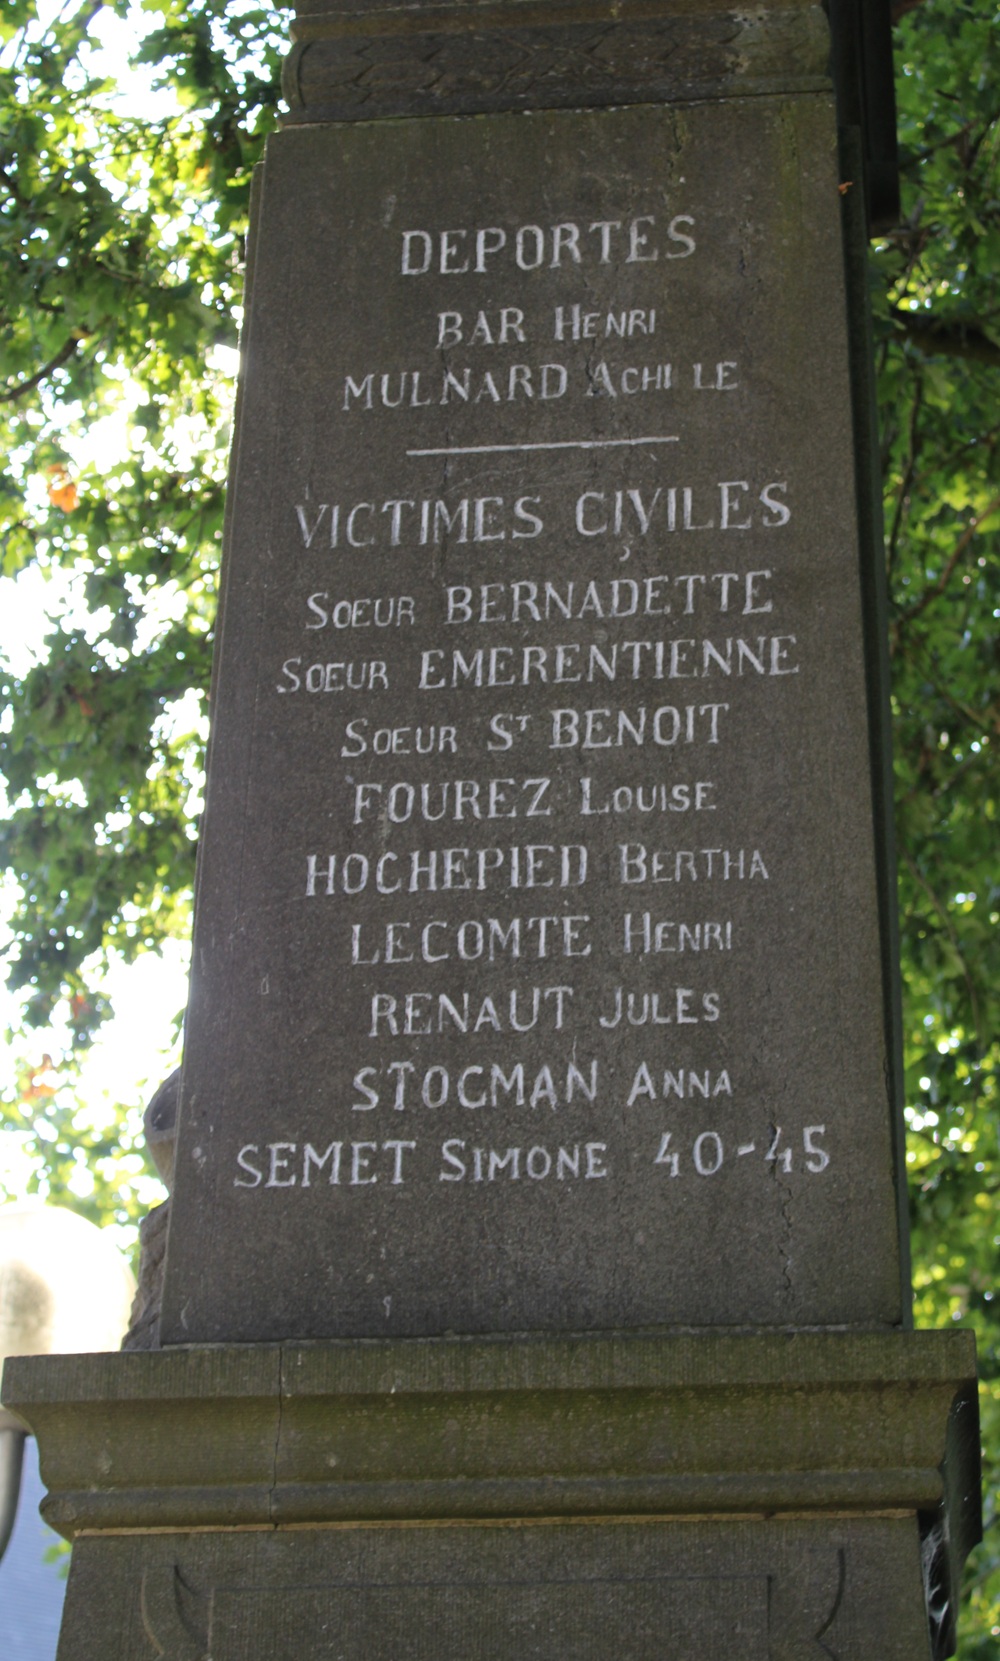 DEPORTES
BAR HENRI
MULNARD ACHILLE
VICTIMES CIVILES
SOEUR BERNADETTE
SOEUR EMERENTIENNE
SOEUR ST BENOIT
FOUREZ LOUISE
HOCHEPIED BERTHA
LECOMTE HENRI
RENAUT JULES
STOCMAN ANNA
SEMET SIMONE 40-45